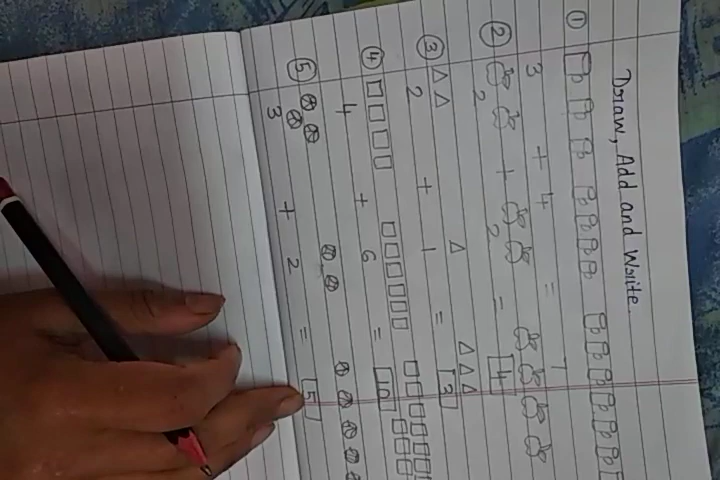 Draw, Add and Write.
①
3 + 4 = 7
②
2 + 2 = 4
③
2 + 1 = 3
④
4 + 6 = 10
⑤
3 + 2 = 5